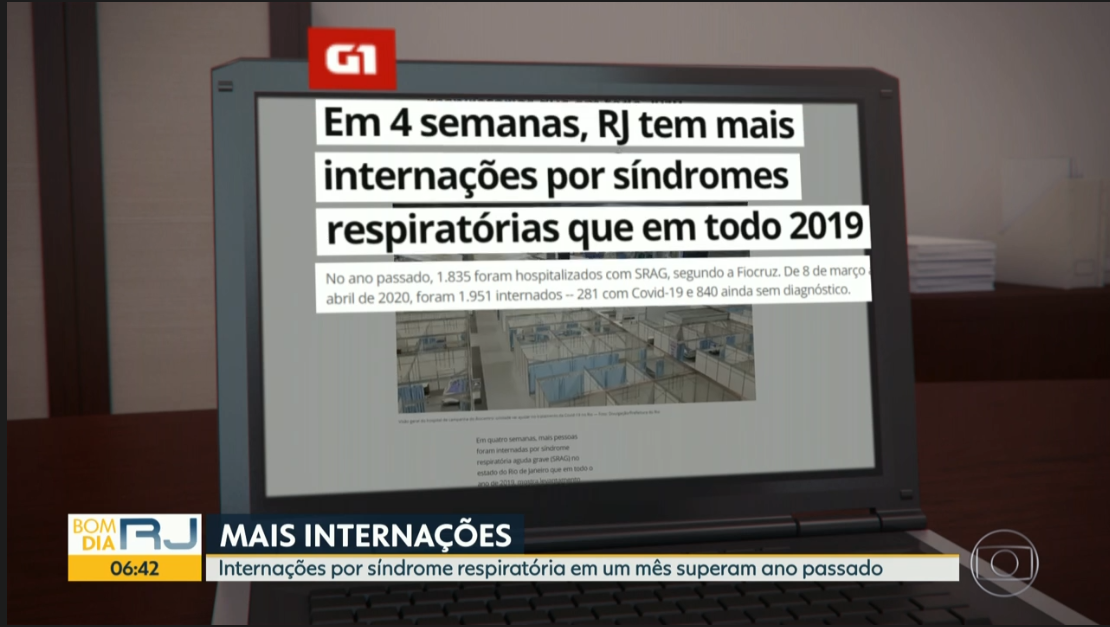 G1
Em 4 semanas, RJ tem mais
internações por síndromes
respiratórias que em todo 2019
No ano passado, 1.835 foram hospitalizados com SRAG, segundo a Fiocruz. De 8 de março
abril de 2020, foram 1.951 internados – 281 com Covid-19 e 840 ainda sem diagnóstico.
Em quatro semanas, mais pessoas
foram internadas por síndrome
respiratória aguda grave (SRAG) no
estado do Rio de Janeiro que em todo o
ano de 2019, levantamento
BOM DIA RJ
MAIS INTERNAÇÕES
06:42
Internações por síndrome respiratória em um mês superam ano passado